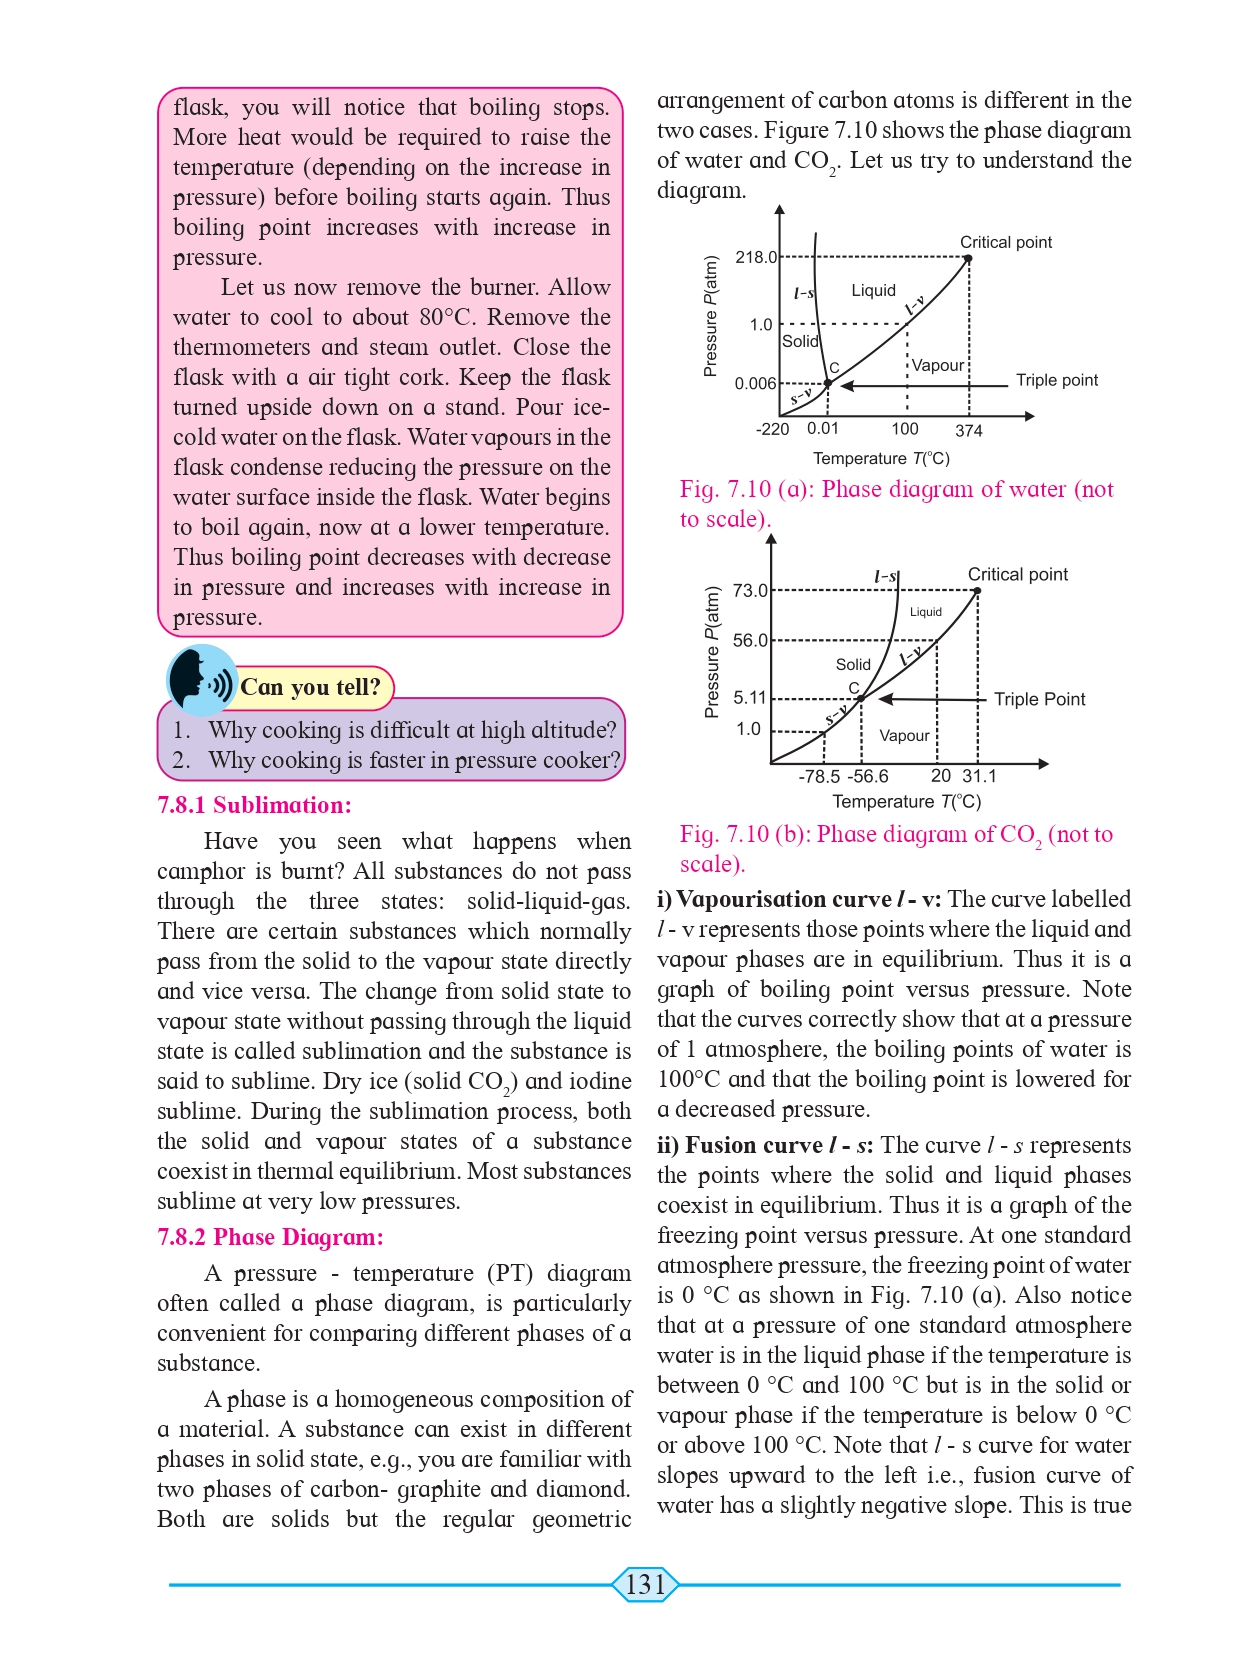 flask, you will notice that boiling stops.
More heat would be required to raise the
temperature (depending on the increase in
pressure) before boiling starts again. Thus
boiling point increases with increase in
pressure.
Let us now remove the burner. Allow
water to cool to about 80°C. Remove the
thermometers and steam outlet. Close the
flask with a air tight cork. Keep the flask
turned upside down on a stand. Pour ice-
cold water on the flask. Water vapours in the
flask condense reducing the pressure on the
water surface inside the flask. Water begins
to boil again, now at a lower temperature.
Thus boiling point decreases with decrease
in pressure and increases with increase in
pressure.
Can you tell?
1. Why cooking is difficult at high altitude?
2. Why cooking is faster in pressure cooker?
7.8.1 Sublimation:
Have you seen what happens when
camphor is burnt? All substances do not pass
through the three states: solid-liquid-gas.
There are certain substances which normally
pass from the solid to the vapour state directly
and vice versa. The change from solid state to
vapour state without passing through the liquid
state is called sublimation and the substance is
said to sublime. Dry ice (solid CO₂) and iodine
sublime. During the sublimation process, both
the solid and vapour states of a substance
coexist in thermal equilibrium. Most substances
sublime at very low pressures.
7.8.2 Phase Diagram:
A pressure - temperature (PT) diagram
often called a phase diagram, is particularly
convenient for comparing different phases of a
substance.
A phase is a homogeneous composition of
a material. A substance can exist in different
phases in solid state, e.g., you are familiar with
two phases of carbon- graphite and diamond.
Both are solids but the regular geometric
arrangement of carbon atoms is different in the
two cases. Figure 7.10 shows the phase diagram
of water and CO₂. Let us try to understand the
diagram.
Critical point
218.0
Pressure P(atm)
l-s
Liquid
l-v
1.0
Solid
C
Vapour
0.006
Triple point
s-v
-220 0.01 100 374
Temperature T(°C)
Fig. 7.10 (a): Phase diagram of water (not
to scale).
l-s
Critical point
73.0
Pressure P(atm)
Liquid
56.0
Solid
l-v
C
5.11
Triple Point
s-v
1.0
Vapour
-78.5 -56.6 20 31.1
Temperature T(°C)
Fig. 7.10 (b): Phase diagram of CO₂ (not to
scale).
i) Vapourisation curve l - v: The curve labelled
l - v represents those points where the liquid and
vapour phases are in equilibrium. Thus it is a
graph of boiling point versus pressure. Note
that the curves correctly show that at a pressure
of 1 atmosphere, the boiling points of water is
100°C and that the boiling point is lowered for
a decreased pressure.
ii) Fusion curve l - s: The curve l - s represents
the points where the solid and liquid phases
coexist in equilibrium. Thus it is a graph of the
freezing point versus pressure. At one standard
atmosphere pressure, the freezing point of water
is 0 °C as shown in Fig. 7.10 (a). Also notice
that at a pressure of one standard atmosphere
water is in the liquid phase if the temperature is
between 0 °C and 100 °C but is in the solid or
vapour phase if the temperature is below 0 °C
or above 100 °C. Note that l - s curve for water
slopes upward to the left i.e., fusion curve of
water has a slightly negative slope. This is true
131